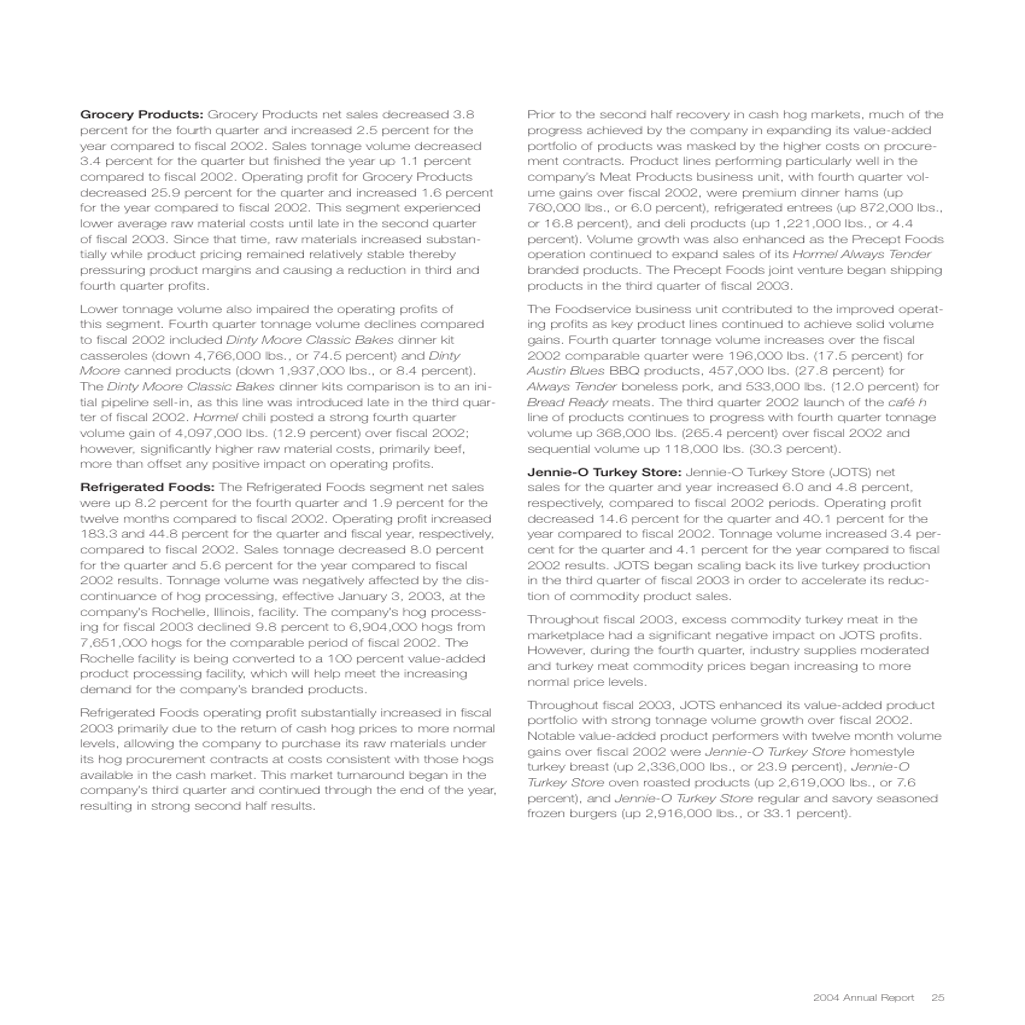 Grocery Products: Grocery Products net sales decreased 3.8
percent for the fourth quarter and increased 2.5 percent for the
year compared to fiscal 2002. Sales tonnage volume decreased
3.4 percent for the quarter but finished the year up 1.1 percent
compared to fiscal 2002. Operating profit for Grocery Products
decreased 25.9 percent for the quarter and increased 1.6 percent
for the year compared to fiscal 2002. This segment experienced
lower average raw material costs until late in the second quarter
of fiscal 2003. Since that time, raw materials increased substan-
tially while product pricing remained relatively stable thereby
pressuring product margins and causing a reduction in third and
fourth quarter profits.
Lower tonnage volume also impaired the operating profits of
this segment. Fourth quarter tonnage volume declines compared
to fiscal 2002 included Dinty Moore Classic Bakes dinner kit
casseroles (down 4,766,000 lbs., or 74.5 percent) and Dinty
Moore canned products (down 1,937,000 lbs., or 8.4 percent).
The Dinty Moore Classic Bakes dinner kits comparison is to an ini-
tial pipeline sell-in, as this line was introduced late in the third quar-
ter of fiscal 2002. Hormel chili posted a strong fourth quarter
volume gain of 4,097,000 lbs. (12.9 percent) over fiscal 2002;
however, significantly higher raw material costs, primarily beef,
more than offset any positive impact on operating profits.
Refrigerated Foods: The Refrigerated Foods segment net sales
were up 8.2 percent for the fourth quarter and 1.9 percent for the
twelve months compared to fiscal 2002. Operating profit increased
183.3 and 44.8 percent for the quarter and fiscal year, respectively,
compared to fiscal 2002. Sales tonnage decreased 8.0 percent
for the quarter and 5.6 percent for the year compared to fiscal
2002 results. Tonnage volume was negatively affected by the dis-
continuance of hog processing, effective January 3, 2003, at the
company's Rochelle, Illinois, facility. The company's hog process-
ing for fiscal 2003 declined 9.8 percent to 6,904,000 hogs from
7,651,000 hogs for the comparable period of fiscal 2002. The
Rochelle facility is being converted to a 100 percent value-added
product processing facility, which will help meet the increasing
demand for the company's branded products.
Refrigerated Foods operating profit substantially increased in fiscal
2003 primarily due to the return of cash hog prices to more normal
levels, allowing the company to purchase its raw materials under
its hog procurement contracts at costs consistent with those hogs
available in the cash market. This market turnaround began in the
company's third quarter and continued through the end of the year,
resulting in strong second half results.
Prior to the second half recovery in cash hog markets, much of the
progress achieved by the company in expanding its value-added
portfolio of products was masked by the higher costs on procure-
ment contracts. Product lines performing particularly well in the
company's Meat Products business unit, with fourth quarter vol-
ume gains over fiscal 2002, were premium dinner hams (up
760,000 lbs., or 6.0 percent), refrigerated entrees (up 872,000 lbs.,
or 16.8 percent), and deli products (up 1,221,000 lbs., or 4.4
percent). Volume growth was also enhanced as the Precept Foods
operation continued to expand sales of its Hormel Always Tender
branded products. The Precept Foods joint venture began shipping
products in the third quarter of fiscal 2003.
The Foodservice business unit contributed to the improved operat-
ing profits as key product lines continued to achieve solid volume
gains. Fourth quarter tonnage volume increases over the fiscal
2002 comparable quarter were 196,000 lbs. (17.5 percent) for
Austin Blues BBQ products, 457,000 lbs. (27.8 percent) for
Always Tender boneless pork, and 533,000 lbs. (12.0 percent) for
Bread Ready meats. The third quarter 2002 launch of the café h
line of products continues to progress with fourth quarter tonnage
volume up 368,000 lbs. (265.4 percent) over fiscal 2002 and
sequential volume up 118,000 lbs. (30.3 percent).
Jennie-O Turkey Store: Jennie-O Turkey Store (JOTS) net
sales for the quarter and year increased 6.0 and 4.8 percent,
respectively, compared to fiscal 2002 periods. Operating profit
decreased 14.6 percent for the quarter and 40.1 percent for the
year compared to fiscal 2002. Tonnage volume increased 3.4 per-
cent for the quarter and 4.1 percent for the year compared to fiscal
2002 results. JOTS began scaling back its live turkey production
in the third quarter of fiscal 2003 in order to accelerate its reduc-
tion of commodity product sales.
Throughout fiscal 2003, excess commodity turkey meat in the
marketplace had a significant negative impact on JOTS profits.
However, during the fourth quarter, industry supplies moderated
and turkey meat commodity prices began increasing to more
normal price levels.
Throughout fiscal 2003, JOTS enhanced its value-added product
portfolio with strong tonnage volume growth over fiscal 2002.
Notable value-added product performers with twelve month volume
gains over fiscal 2002 were Jennie-O Turkey Store homestyle
turkey breast (up 2,336,000 lbs., or 23.9 percent), Jennie-O
Turkey Store oven roasted products (up 2,619,000 lbs., or 7.6
percent), and Jennie-O Turkey Store regular and savory seasoned
frozen burgers (up 2,916,000 lbs., or 33.1 percent).
2004 Annual Report 25